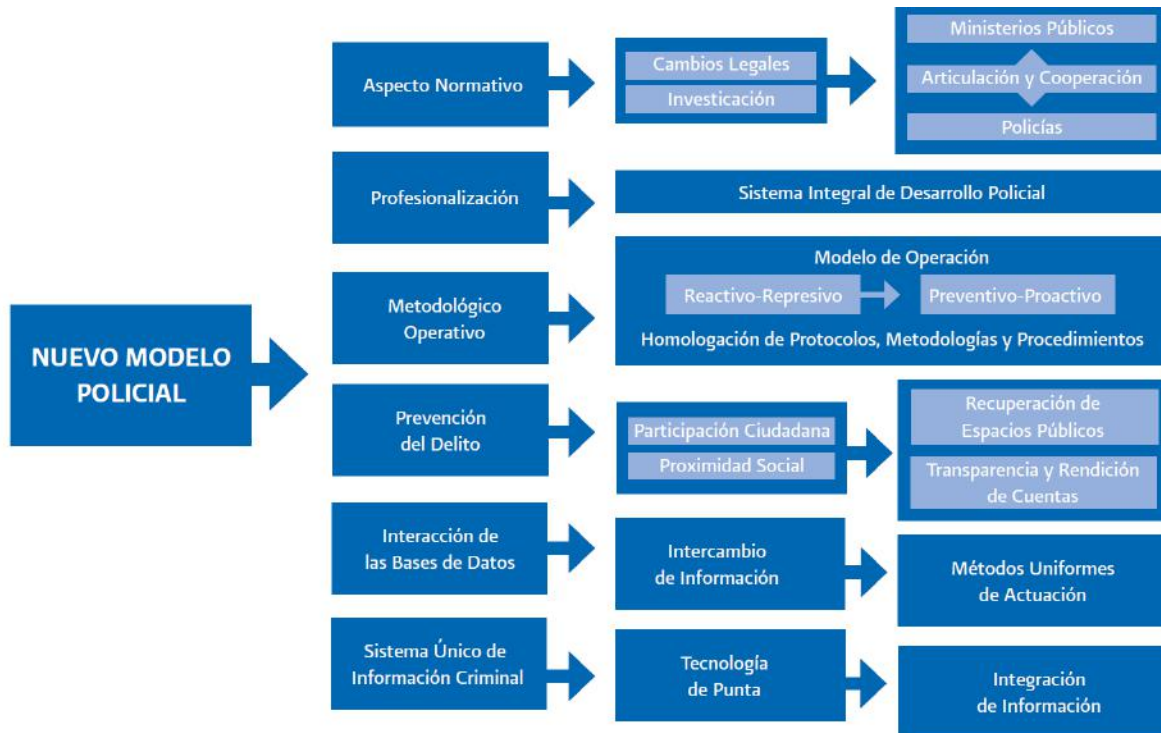 NUEVO MODELO
POLICIAL
Aspecto Normativo
Cambios Legales
Investicación
Ministerios Públicos
Articulación y Cooperación
Policías
Profesionalización
Sistema Integral de Desarrollo Policial
Metodológico
Operativo
Modelo de Operación
Reactivo-Represivo
Preventivo-Proactivo
Homologación de Protocolos, Metodologías y Procedimientos
Prevención
del Delito
Participación Ciudadana
Proximidad Social
Recuperación de
Espacios Públicos
Transparencia y Rendición
de Cuentas
Interacción de
las Bases de Datos
Intercambio
de Información
Métodos Uniformes
de Actuación
Sistema Único de
Información Criminal
Tecnología
de Punta
Integración
de Información